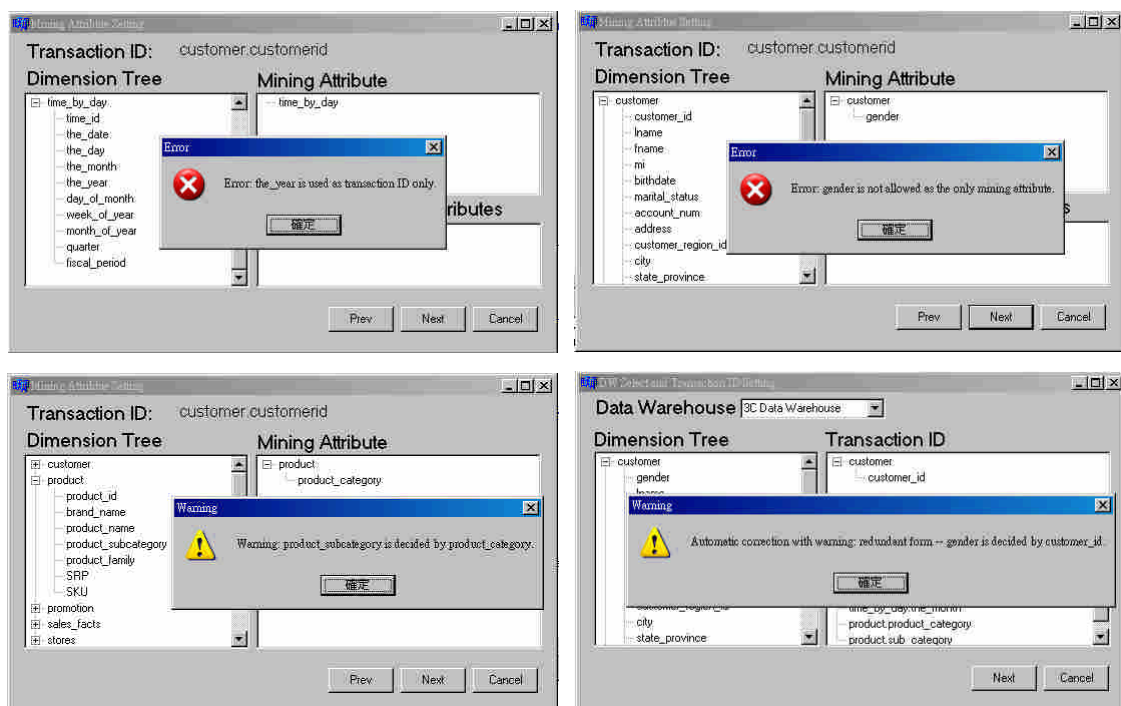 Mining Attribute Setting
Transaction ID: customer.customerid
Dimension Tree
Mining Attribute
time_by_day
time_id
the_date
the_day
the_month
the_year
day_of_month
week_of_year
month_of_year
quarter
fiscal_period
time_by_day
Error
Error: the_year is used as transaction ID only.
確定
ributes
Prev
Next
Cancel
Mining Attribute Setting
Transaction ID: customer.customerid
Dimension Tree
Mining Attribute
customer
customer_id
lname
fname
mi
birthdate
marital_status
account_num
address
customer_region_id
city
state_province
customer
gender
Error
Error: gender is not allowed as the only mining attribute.
確定
s
Prev
Next
Cancel
Mining Attribute Setting
Transaction ID: customer.customerid
Dimension Tree
Mining Attribute
customer
product
product_id
brand_name
product_name
product_subcategory
product_family
SRP
SKU
promotion
sales_facts
stores
product
product_category
Warning
Warning: product_subcategory is decided by product_category.
確定
Prev
Next
Cancel
DW Select and Transaction ID Setting
Data Warehouse 3C Data Warehouse
Dimension Tree
Transaction ID
customer
gender
lname
customer
customer_id
Warning
Automatic correction with warning: redundant form -- gender is decided by customer_id.
確定
customer_region_id
city
state_province
time_by_day.the_month
product.product_category
product.sub_category
Next
Cancel